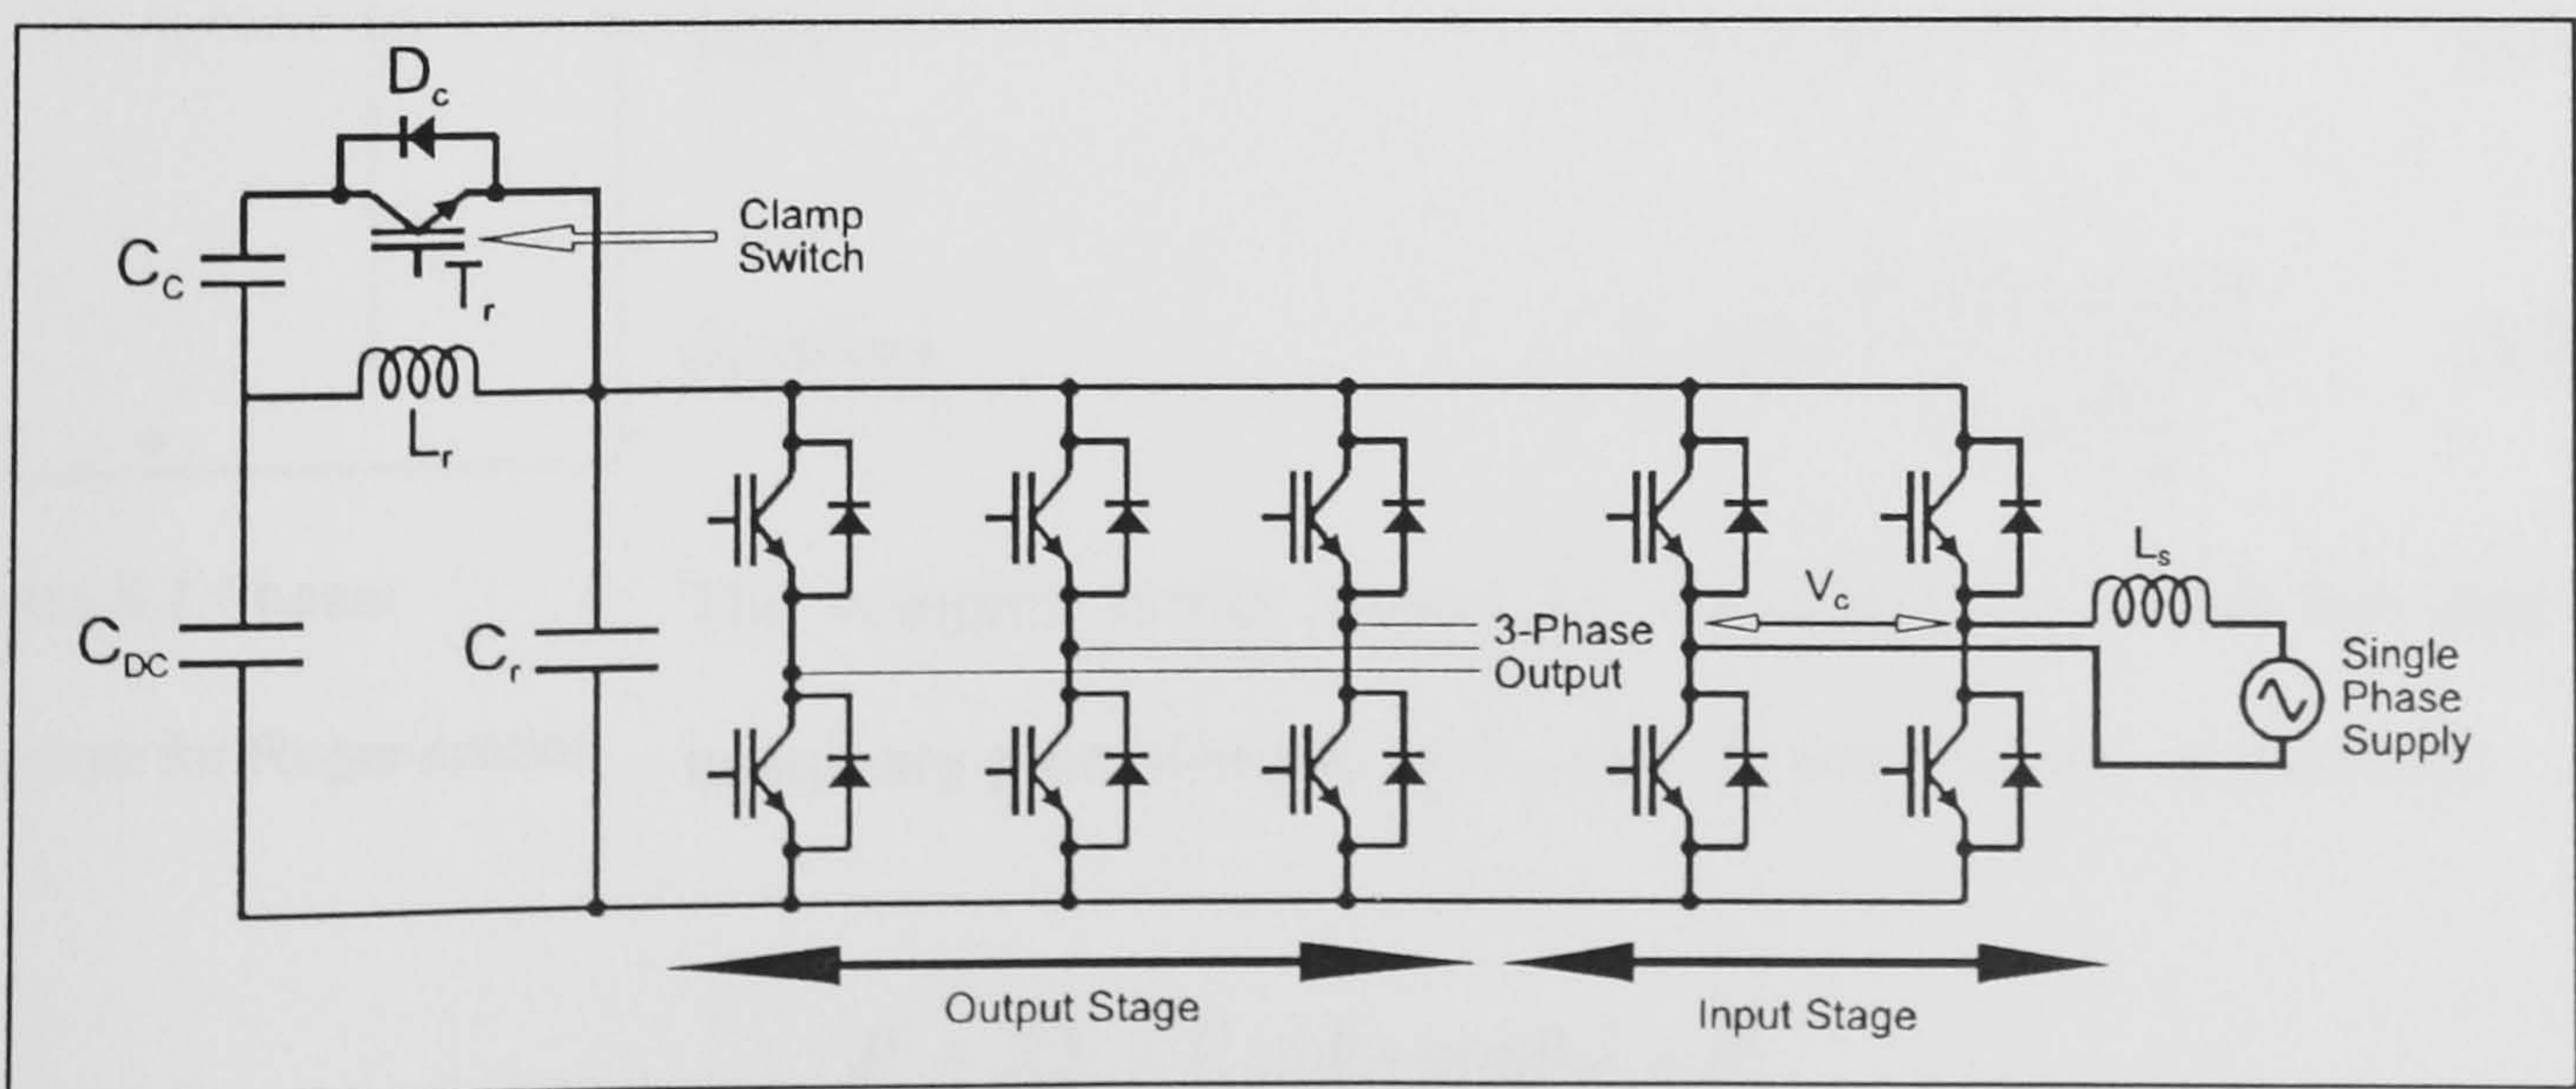 Dc
Clamp
Switch
Cc
Tr
Lr
Ls
Vc
CDC
Cr
3-Phase
Output
Single
Phase
Supply
Output Stage
Input Stage